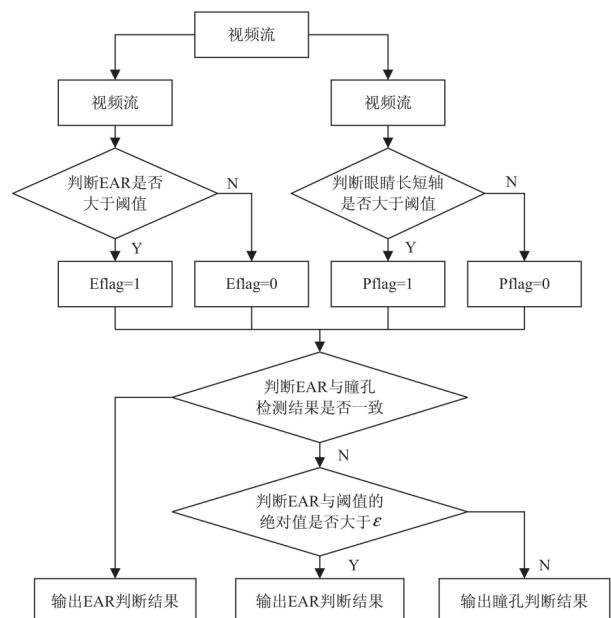 视频流
视频流
视频流
判断EAR是否
大于阈值
N
判断眼睛长短轴
是否大于阈值
N
Y
Y
Eflag=1
Eflag=0
Pflag=1
Pflag=0
判断EAR与瞳孔
检测结果是否一致
N
判断EAR与阈值的
绝对值是否大于ε
Y
N
输出EAR判断结果
输出EAR判断结果
输出瞳孔判断结果